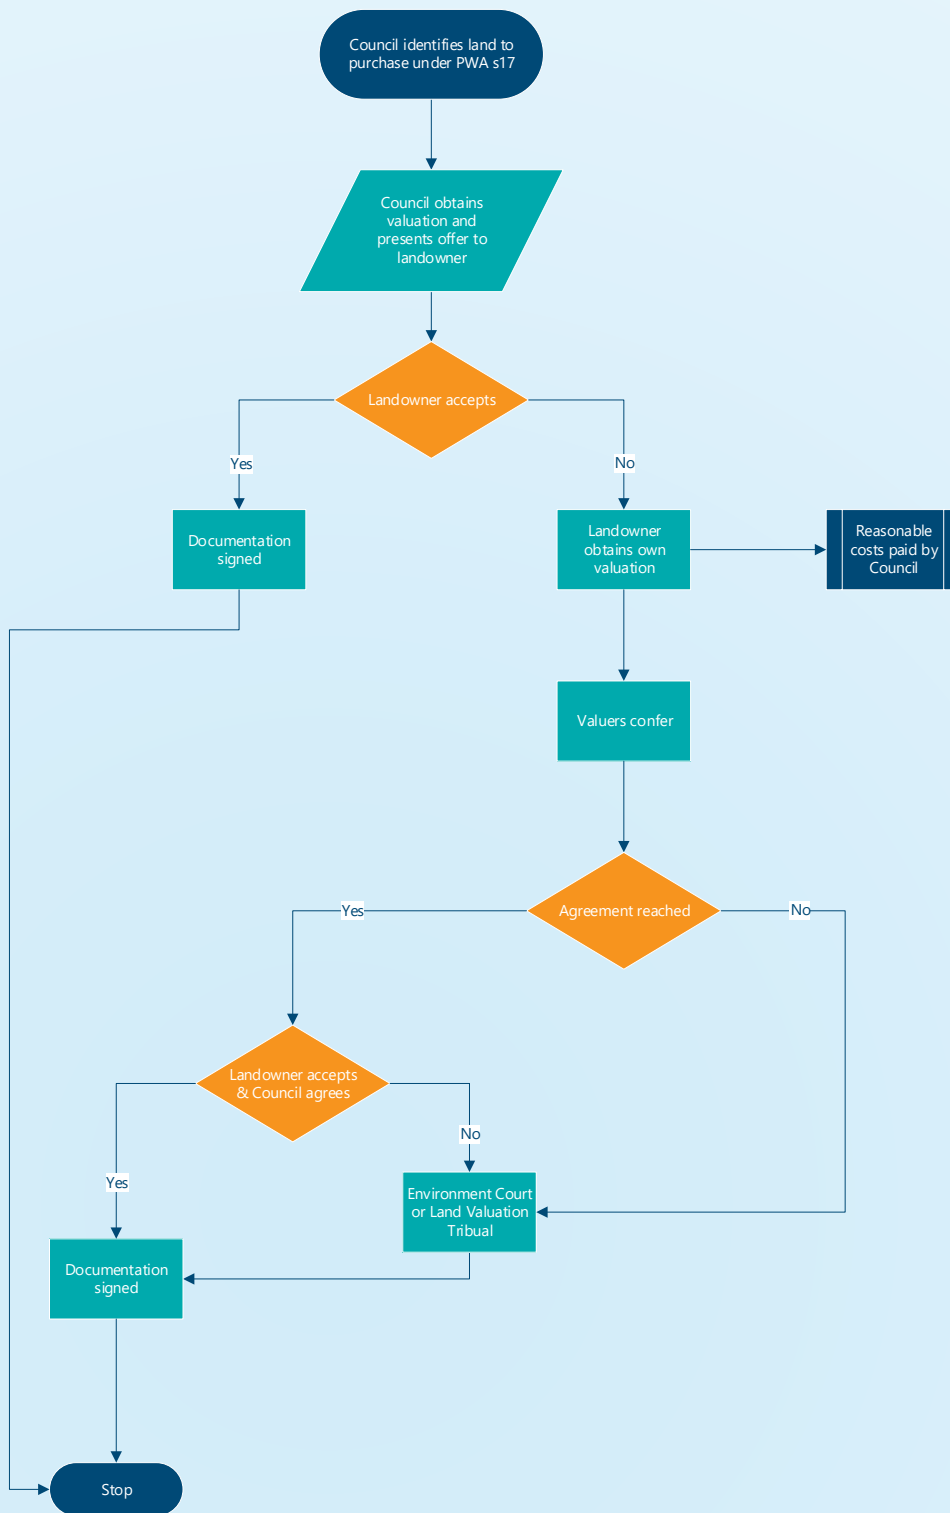 Council identifies land to
purchase under PWA s17
Council obtains
valuation and
presents offer to
landowner
Landowner accepts
Yes
No
Documentation
signed
Landowner
obtains own
valuation
Reasonable
costs paid by
Council
Valuers confer
Agreement reached
Yes
No
Landowner accepts
& Council agrees
No
Yes
Environment Court
or Land Valuation
Tribual
Documentation
signed
Stop